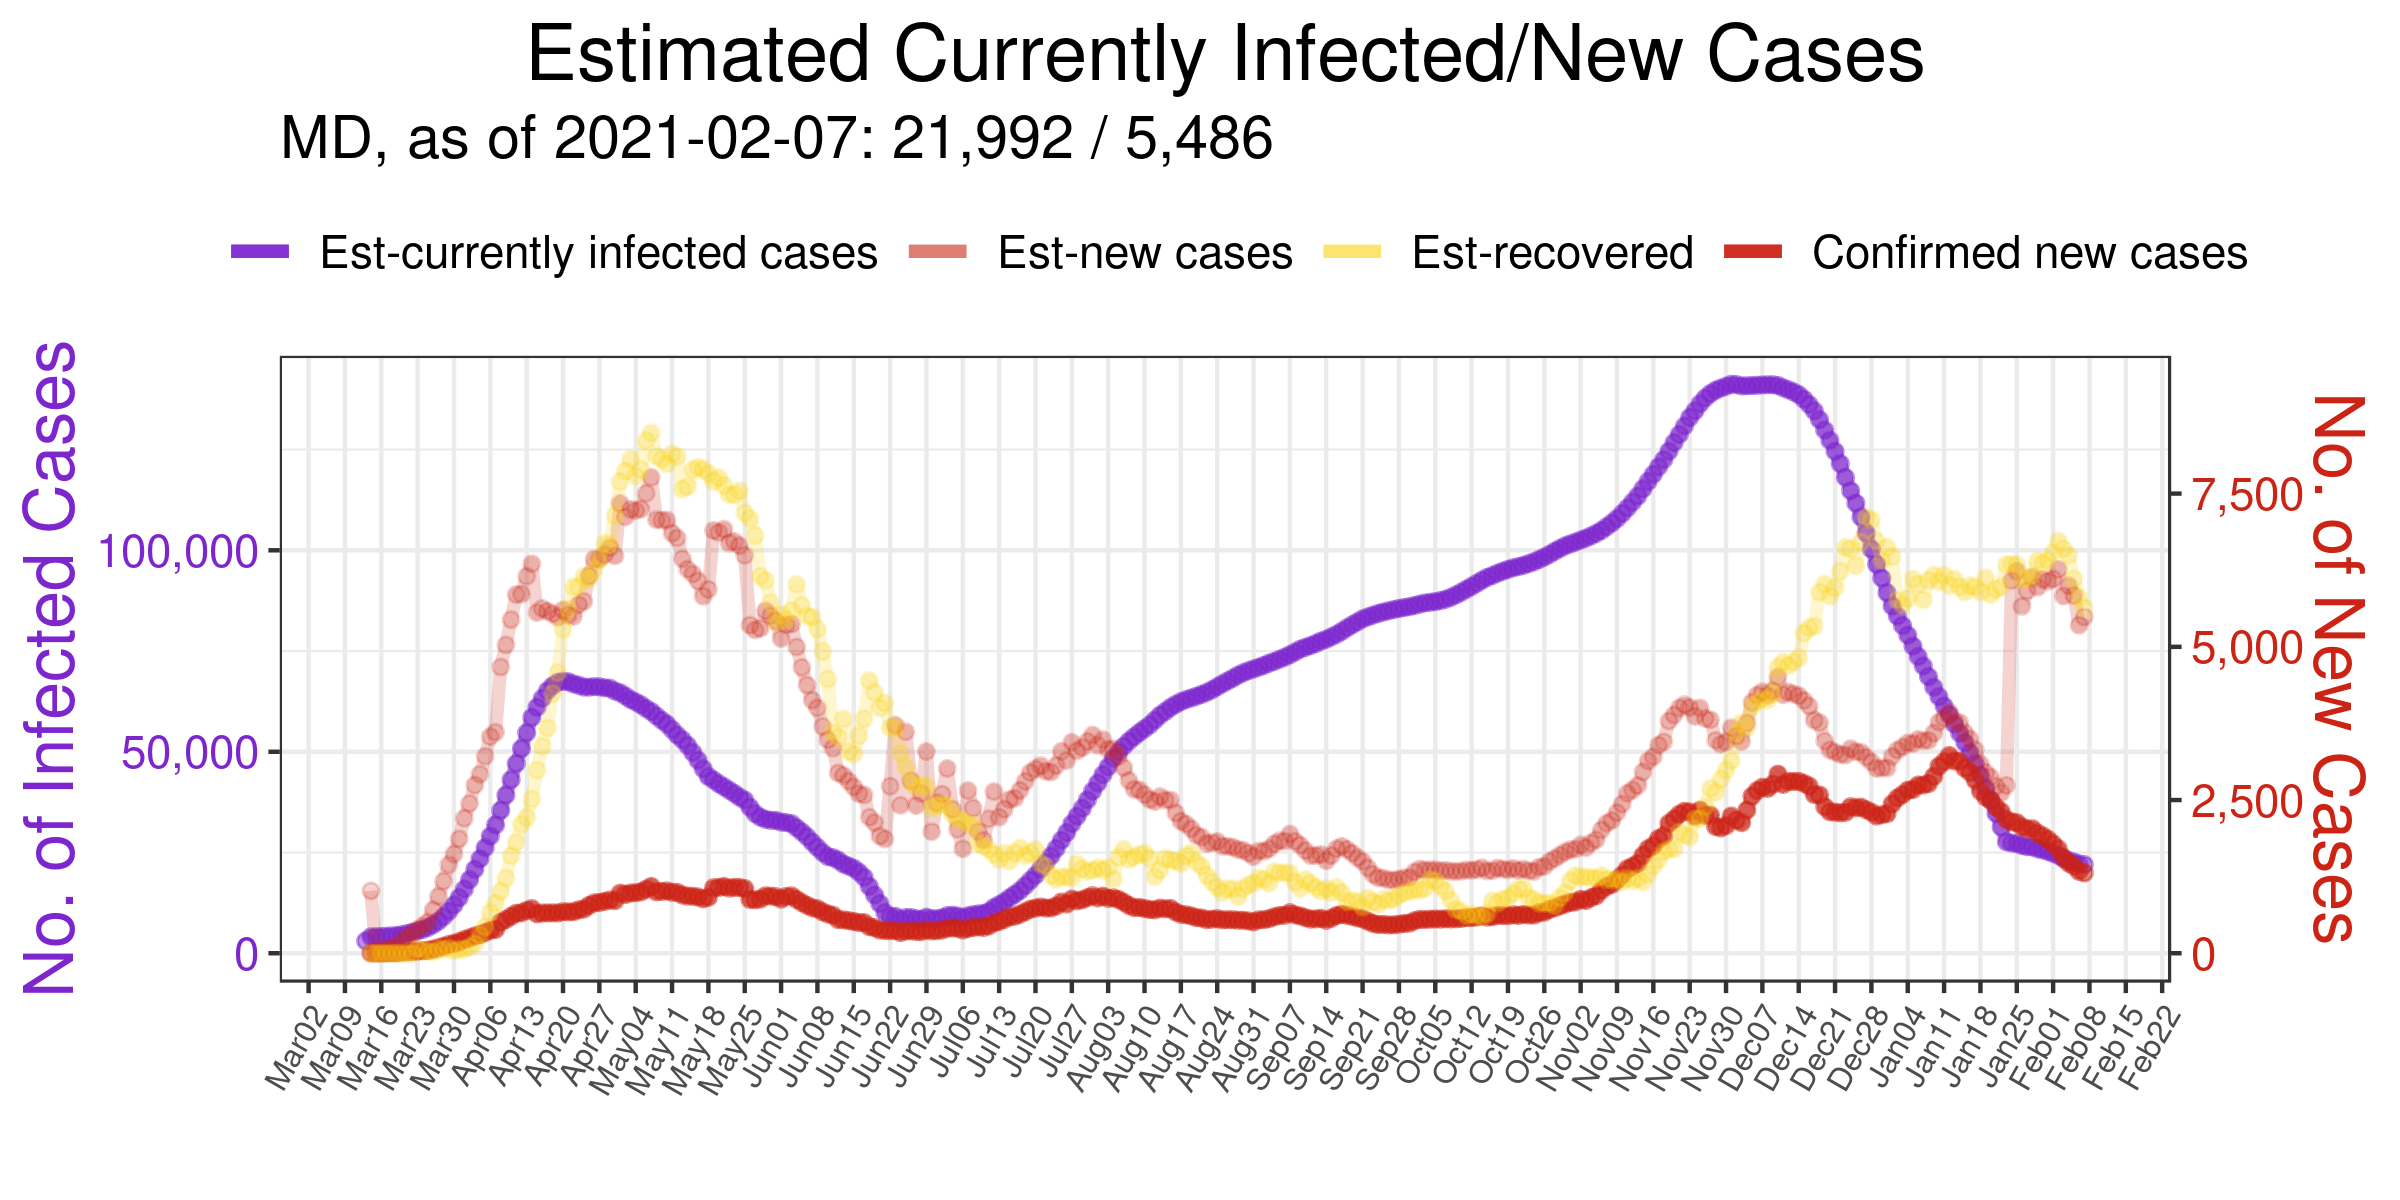 Estimated Currently Infected/New Cases
MD, as of 2021-02-07: 21,992 / 5,486
Est-currently infected cases Est-new cases Est-recovered Confirmed new cases
No. of Infected Cases
100,000
50,000
0
7,500
5,000
2,500
0
No. of New Cases
Mar02 Mar09 Mar16 Mar23 Mar30 Apr06 Apr13 Apr20 Apr27 May04 May11 May18 May25 Jun01 Jun08 Jun15 Jun22 Jun29 Jul06 Jul13 Jul20 Jul27 Aug03 Aug10 Aug17 Aug24 Aug31 Sep07 Sep14 Sep21 Sep28 Oct05 Oct12 Oct19 Oct26 Nov02 Nov09 Nov16 Nov23 Nov30 Dec07 Dec14 Dec21 Dec28 Jan04 Jan11 Jan18 Jan25 Feb01 Feb08 Feb15 Feb22